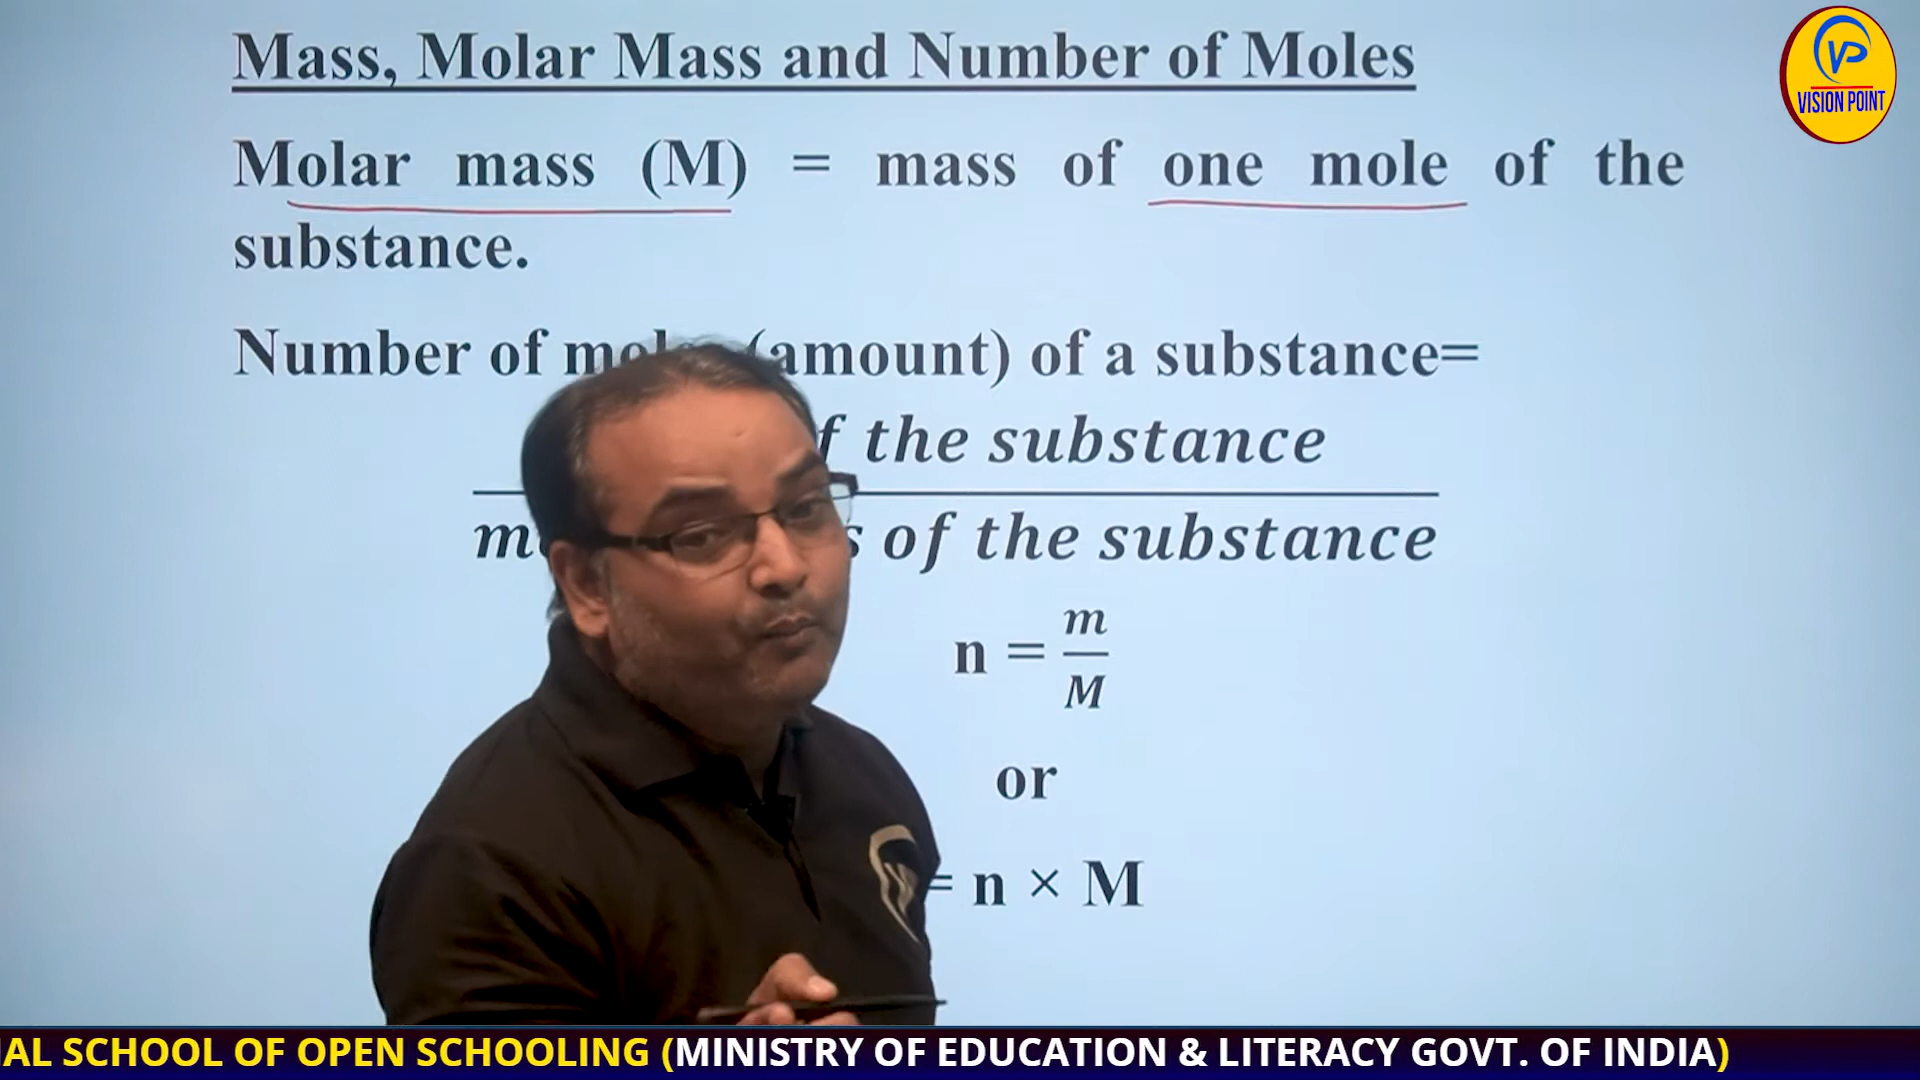 Mass, Molar Mass and Number of Moles
VP
VISION POINT
Molar mass (M) = mass of one mole of the
substance.
Number of (amount) of a substance=
the substance
of the substance
n = m/M
or
= n × M
SCHOOL OF OPEN SCHOOLING (MINISTRY OF EDUCATION & LITERACY GOVT. OF INDIA)